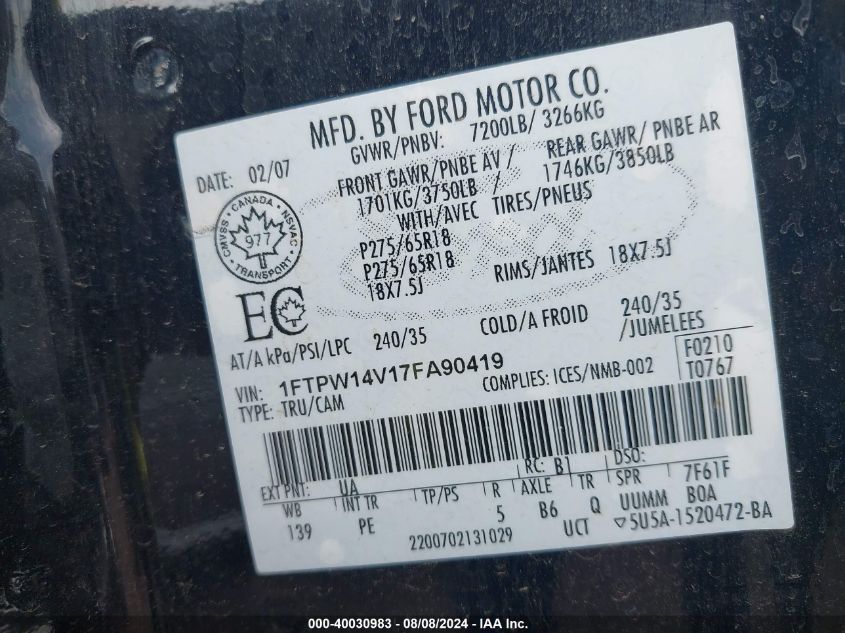 MFD. BY FORD MOTOR CO.
DATE: 02/07
GVWR/PNBV: 7200LB/ 3266KG
FRONT GAWR/PNBE AV / REAR GAWR/ PNBE AR
1701KG/3750LB / 1746KG/3850LB
WITH/AVEC TIRES/PNEUS
P275/65R18
P275/65R18
18X7.5J RIMS/JANTES 18X7.5J
CANADA
CMVSS NSVAC
977
TRANSPORT
EC
AT/A kPa/PSI/LPC 240/35 COLD/A FROID 240/35
/JUMELEES
VIN: 1FTPW14V17FA90419
TYPE: TRU/CAM
COMPLIES: ICES/NMB-002
F0210
T0767
EXT PNT: UA RC: B1 DSO:
WB INT TR TP/PS R AXLE TR SPR 7F61F
139 PE 5 B6 Q UUMM BOA
2200702131029 UCT 5U5A-1520472-BA
000-40030983 - 08/08/2024 - IAA Inc.